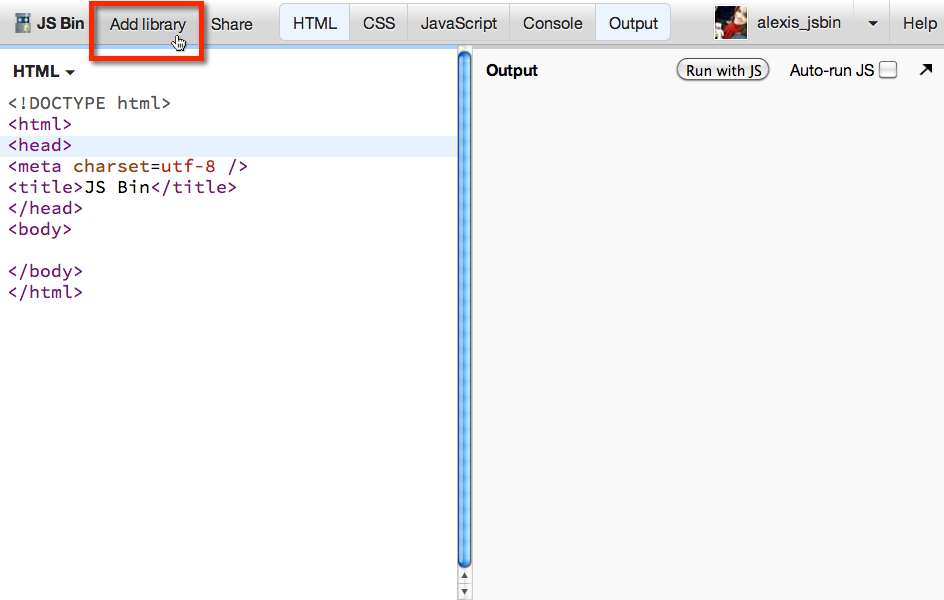 JS Bin Add library Share HTML CSS JavaScript Console Output alexis_jsbin Help
HTML
<!DOCTYPE html>
<html>
<head>
<meta charset=utf-8 />
<title>JS Bin</title>
</head>
<body>
</body>
</html>
Output Run with JS Auto-run JS